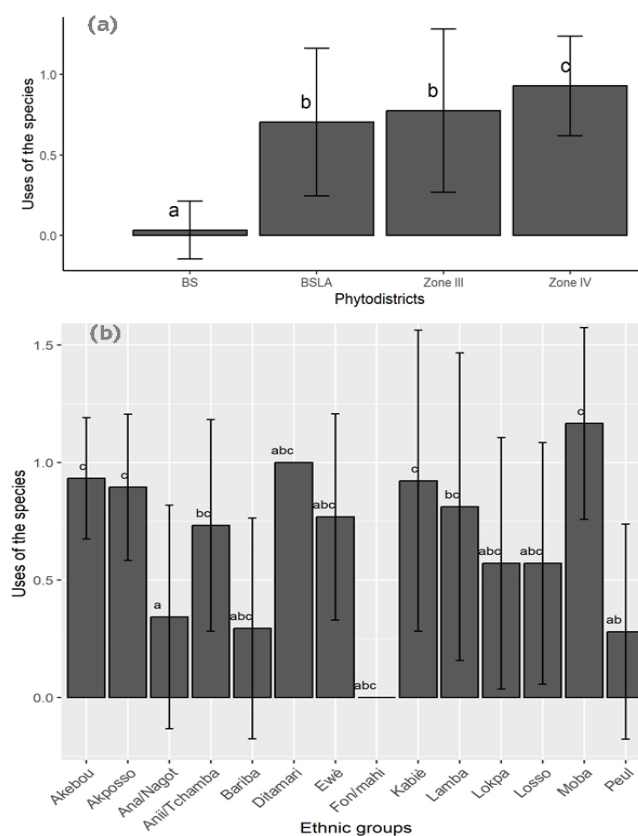 (a)
Uses of the species
1.0
0.5
0.0
a
b
b
c
BS
BSLA
Zone III
Zone IV
Phytodistricts
(b)
Uses of the species
1.5
1.0
0.5
0.0
c
c
a
bc
abc
abc
abc
abc
c
bc
abc
abc
c
ab
Akebou
Akposso
Ana/Nagot
Anii/Tchamba
Bariba
Ditamari
Ewè
Fon/mahi
Kabiè
Lamba
Lokpa
Losso
Moba
Peul
Ethnic groups